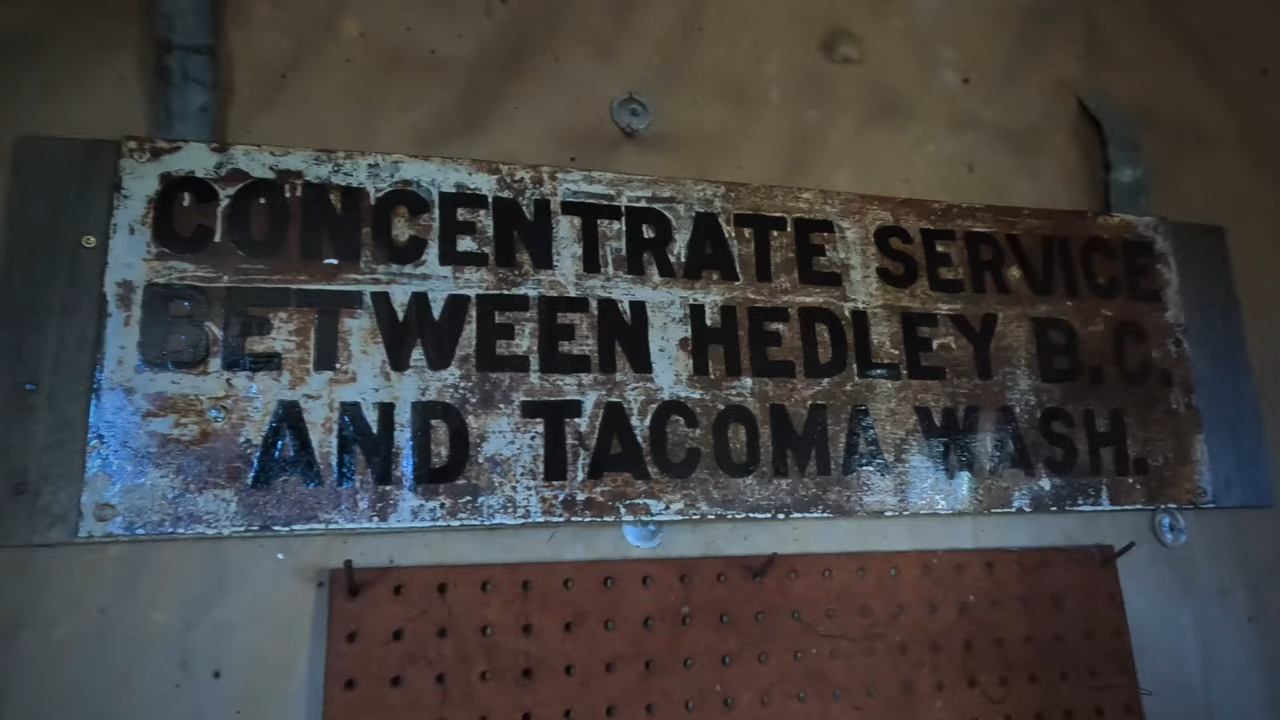 CONCENTRATE SERVICE
BETWEEN HEDLEY B.C.
AND TACOMA WASH.